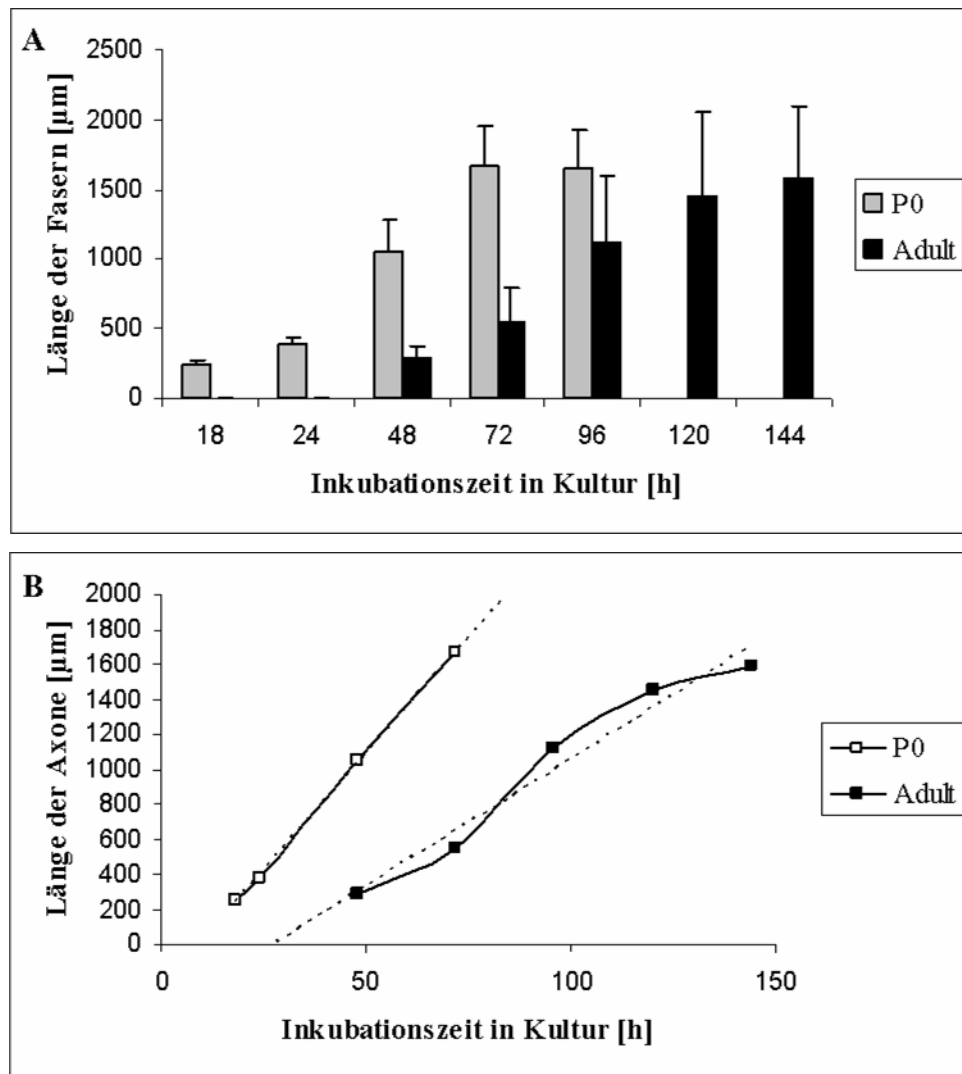 A
Länge der Fasern [µm]
2500
2000
1500
1000
500
0
18 24 48 72 96 120 144
Inkubationszeit in Kultur [h]
P0
Adult
B
Länge der Axone [µm]
2000
1800
1600
1400
1200
1000
800
600
400
200
0
0 50 100 150
Inkubationszeit in Kultur [h]
P0
Adult